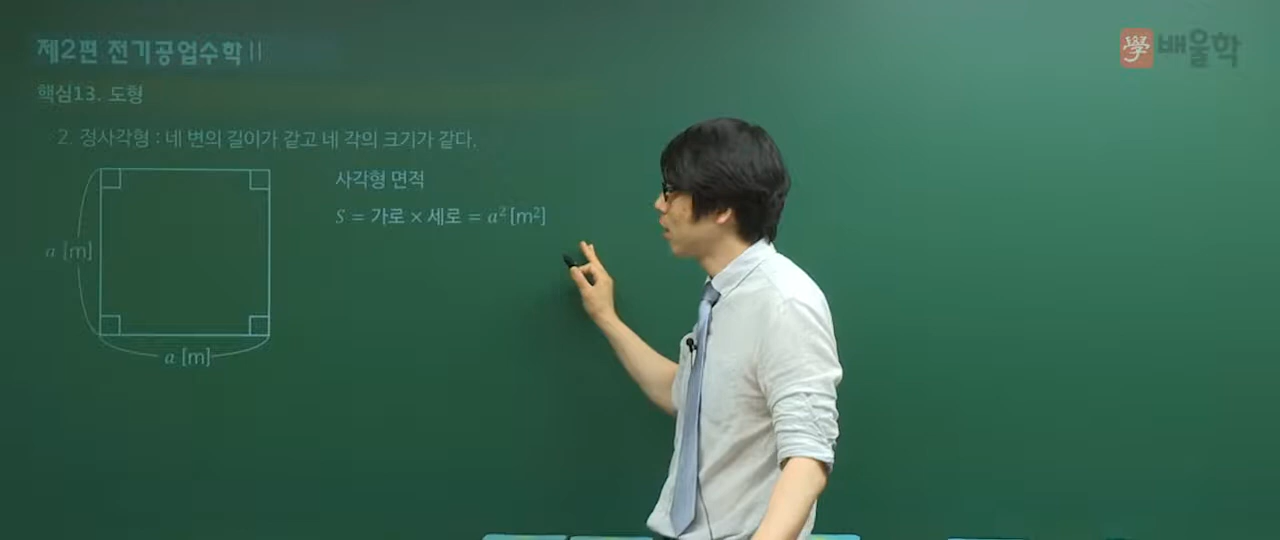 제2편 전기공업수학 II
學 배울학
핵심13. 도형
2. 정사각형 : 네 변의 길이가 같고 네 각의 크기가 같다.
사각형 면적
S = 가로 × 세로 = a² [m²]
a [m]
a [m]